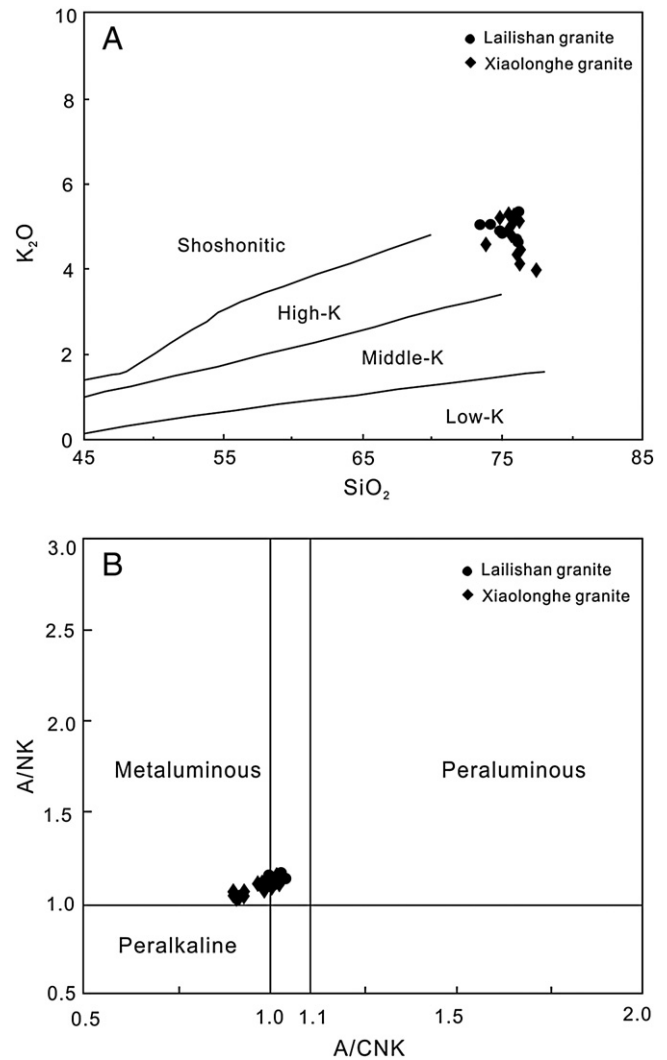 A
Lailishan granite
Xiaolonghe granite
10
8
6
4
2
0
K₂O
Shoshonitic
High-K
Middle-K
Low-K
45 55 65 75 85
SiO₂
B
Lailishan granite
Xiaolonghe granite
3.0
2.5
2.0
1.5
1.0
0.5
A/NK
Metaluminous
Peraluminous
Peralkaline
0.5 1.0 1.1 1.5 2.0
A/CNK